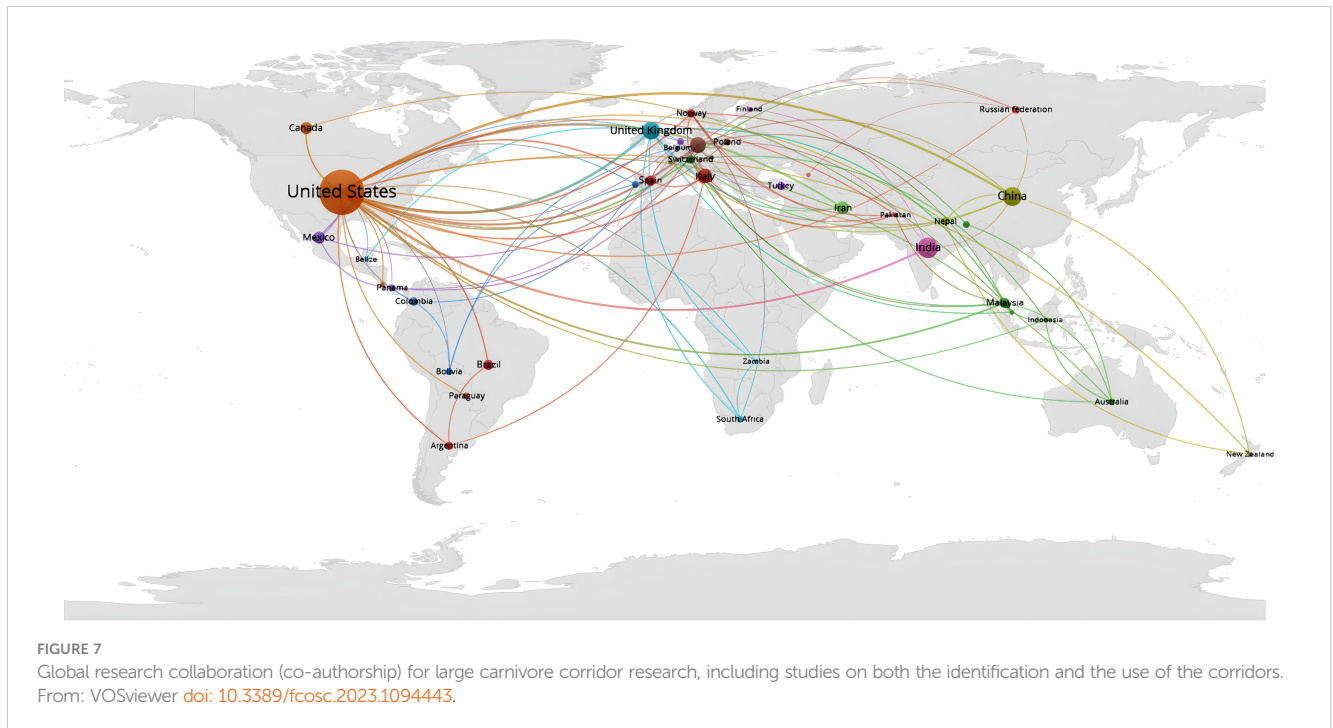 Norway
Finland
Russian federation
Canada
United Kingdom
Belgium
Poland
Switzerland
United States
Spain
Italy
Turkey
China
Iran
Pakistan
Nepal
Mexico
India
Belize
Panama
Colombia
Malaysia
Indonesia
Zambia
Bolivia
Brazil
Paraguay
Australia
South Africa
Argentina
New Zealand
FIGURE 7
Global research collaboration (co-authorship) for large carnivore corridor research, including studies on both the identification and the use of the corridors.
From: VOSviewer doi: 10.3389/fcosc.2023.1094443.